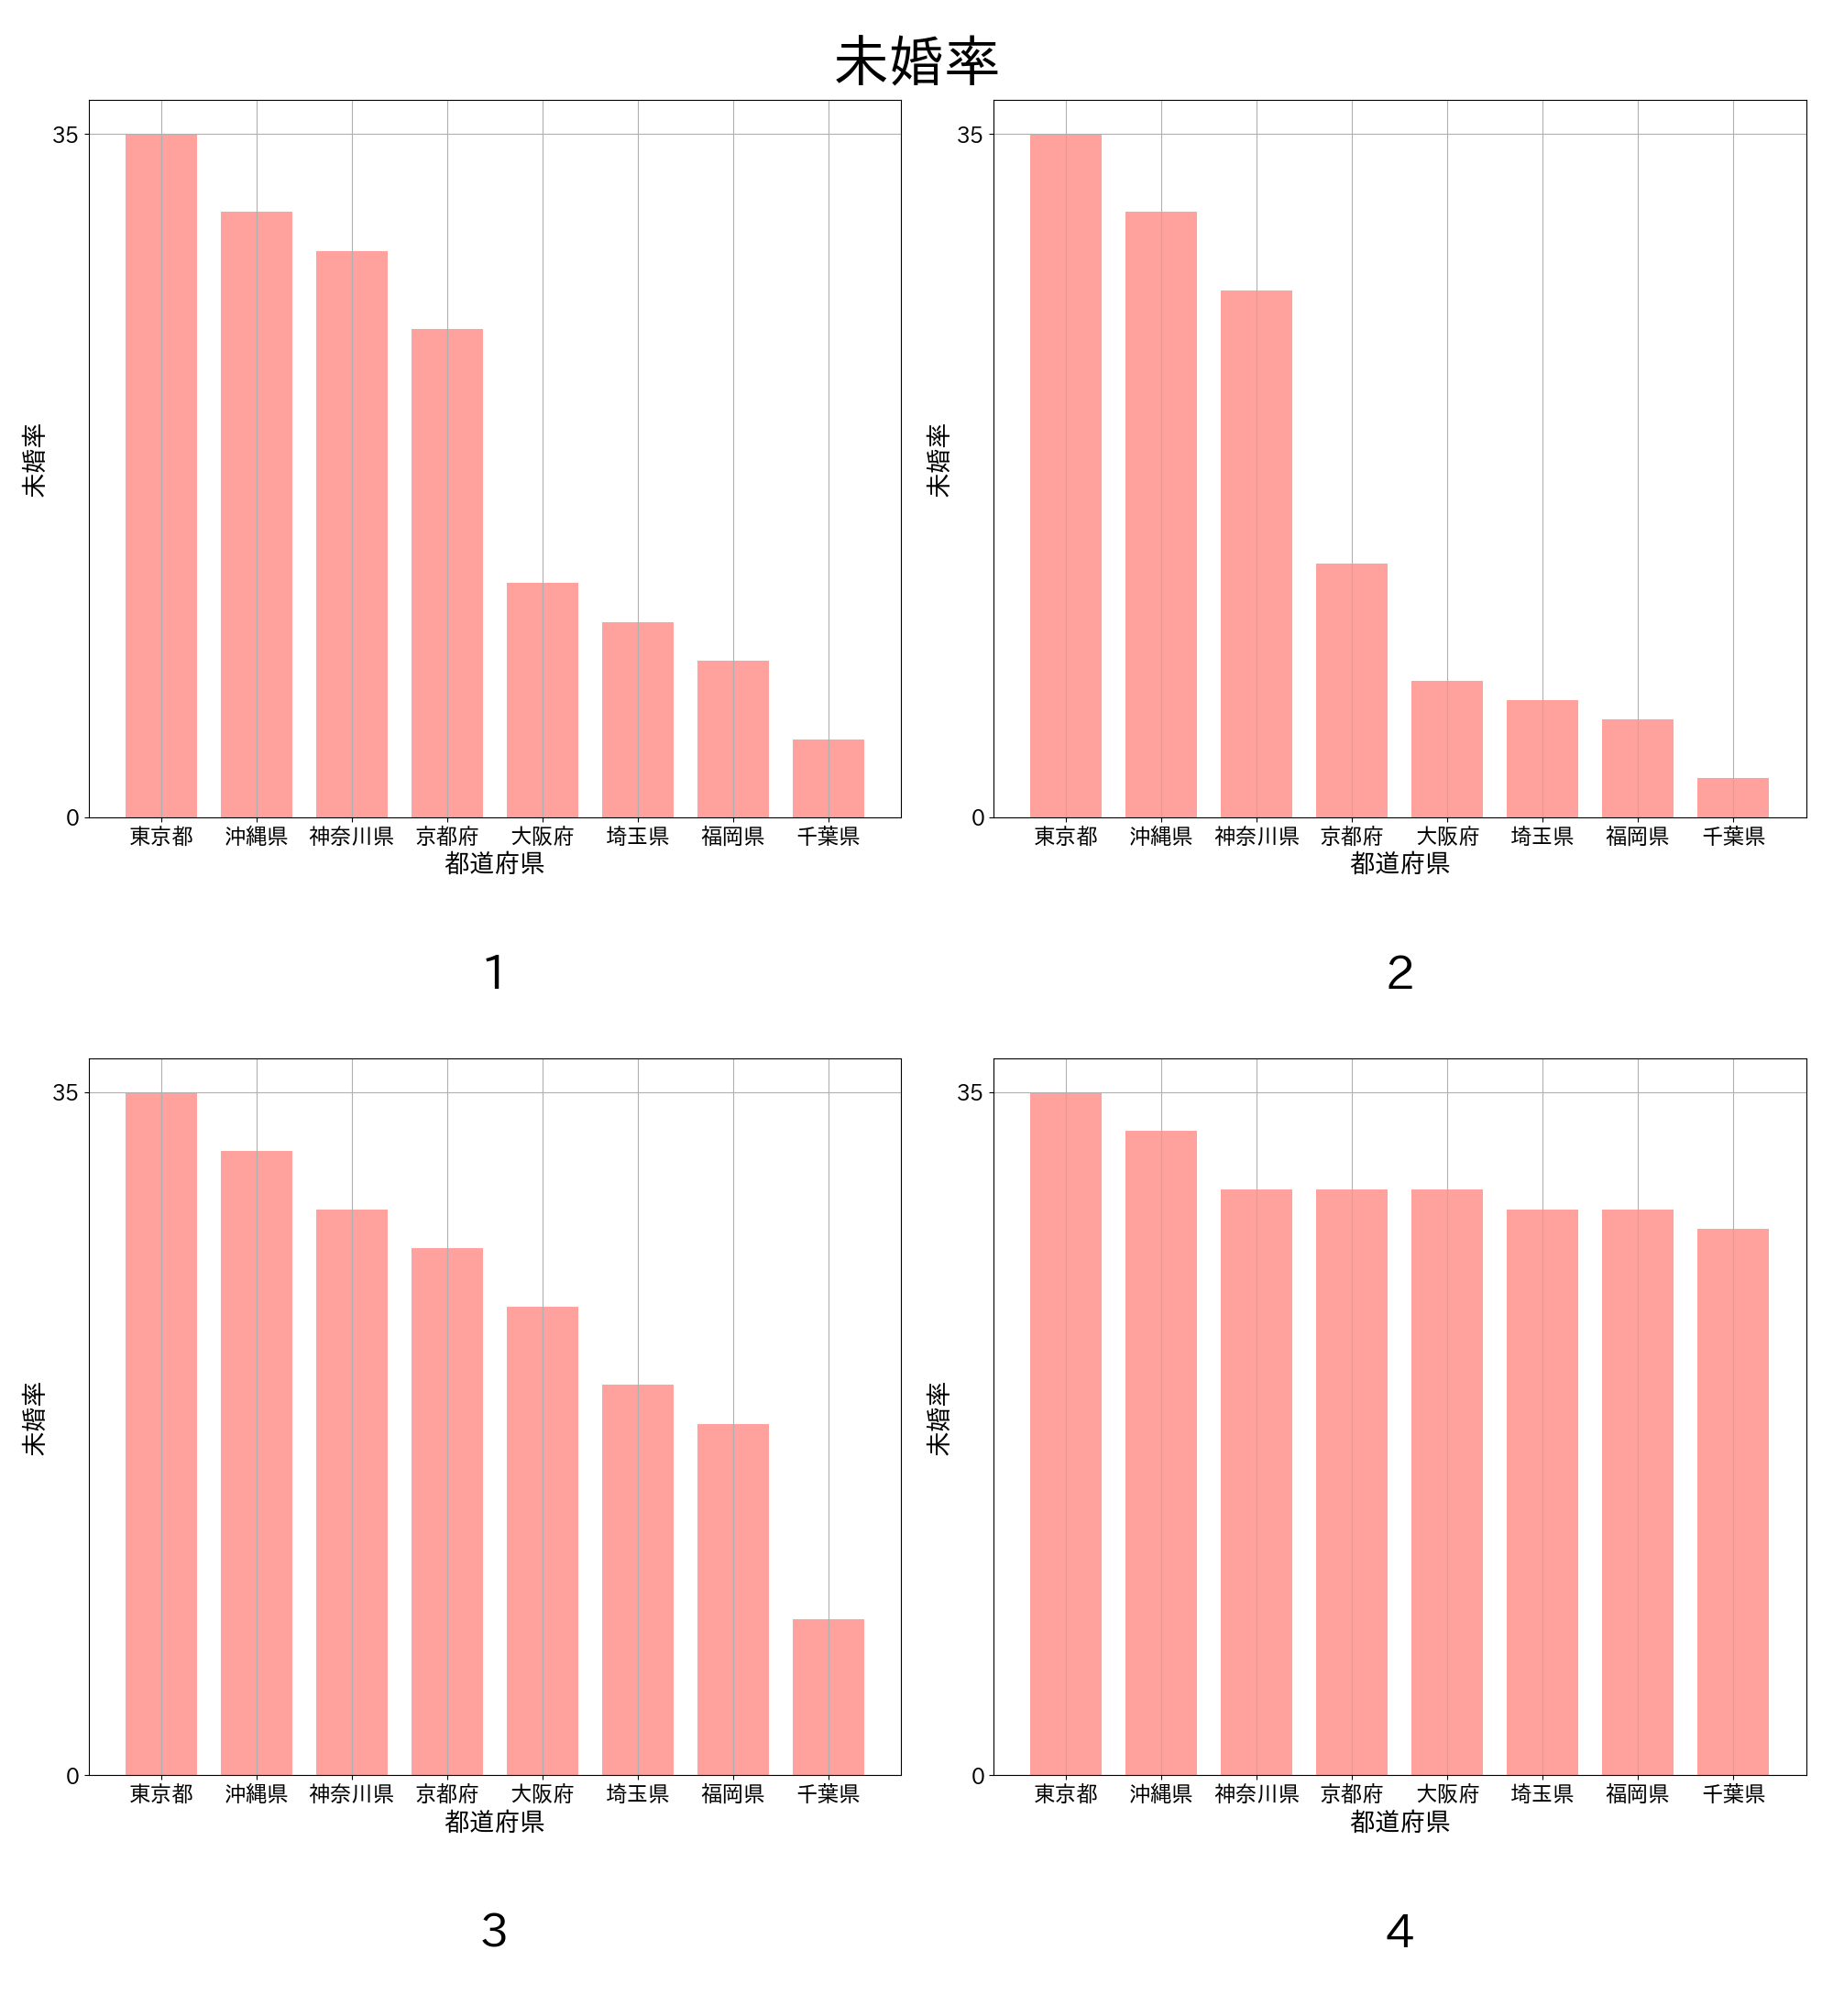 未婚率
35
0
未婚率
東京都 沖縄県 神奈川県 京都府 大阪府 埼玉県 福岡県 千葉県
都道府県
1
35
0
未婚率
東京都 沖縄県 神奈川県 京都府 大阪府 埼玉県 福岡県 千葉県
都道府県
2
35
0
未婚率
東京都 沖縄県 神奈川県 京都府 大阪府 埼玉県 福岡県 千葉県
都道府県
3
35
0
未婚率
東京都 沖縄県 神奈川県 京都府 大阪府 埼玉県 福岡県 千葉県
都道府県
4